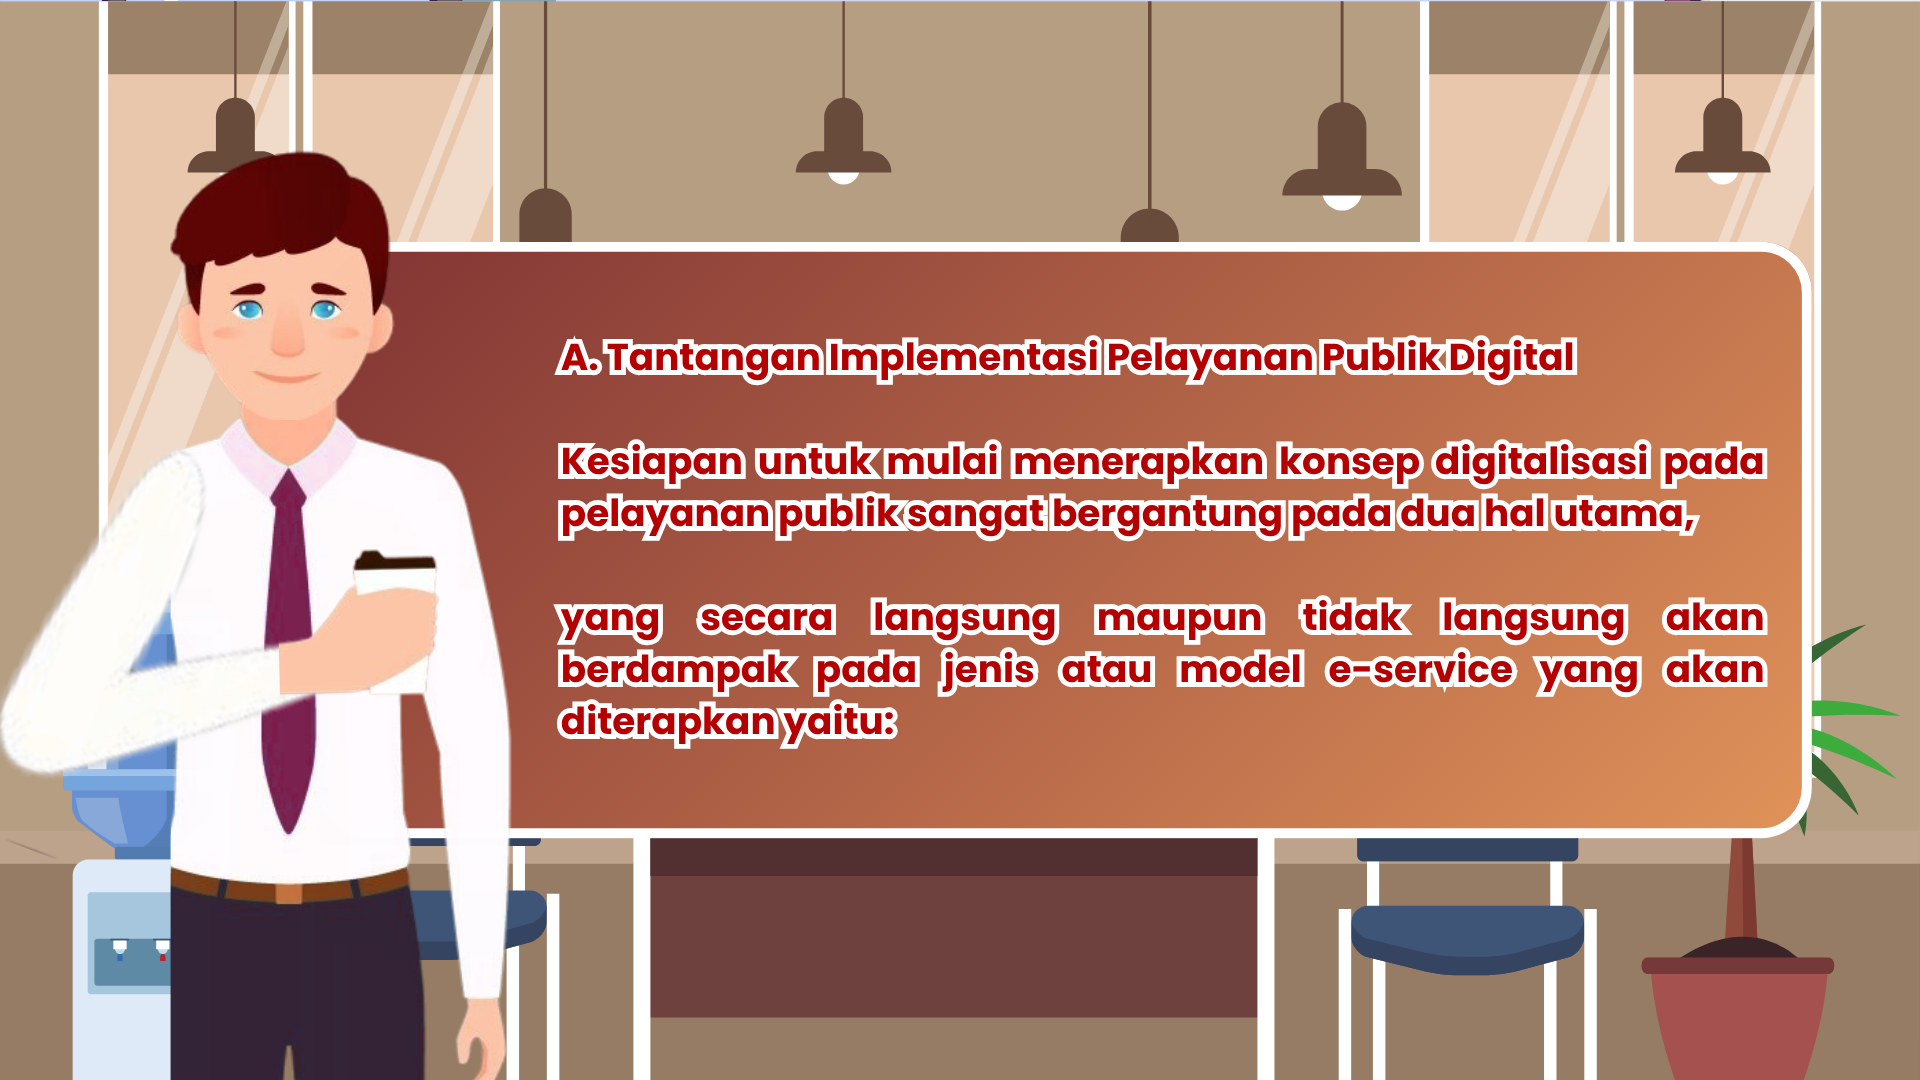 A. Tantangan Implementasi Pelayanan Publik Digital
Kesiapan untuk mulai menerapkan konsep digitalisasi pada
pelayanan publik sangat bergantung pada dua hal utama,
yang secara langsung maupun tidak langsung akan
berdampak pada jenis atau model e-service yang akan
diterapkan yaitu: